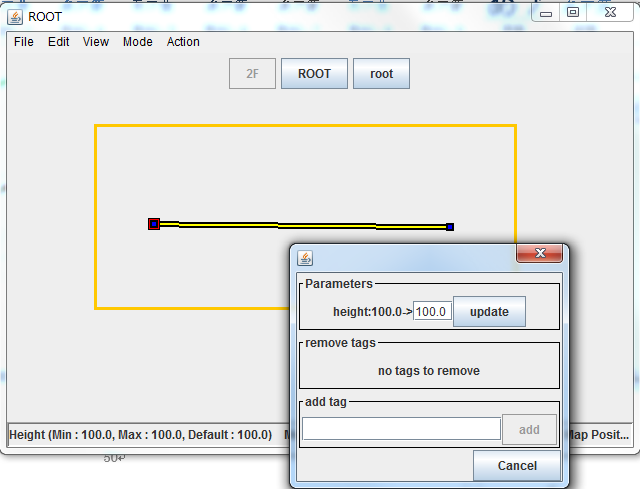 ROOT
File Edit View Mode Action
2F ROOT root
Parameters
height:100.0-> 100.0 update
remove tags
no tags to remove
add tag
add
Height (Min : 100.0, Max : 100.0, Default : 100.0)
Map Posit...
Cancel
50